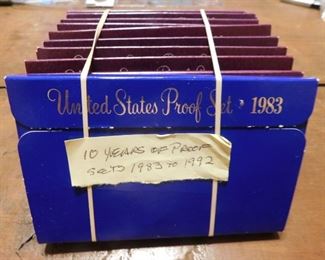 United States Proof Set • 1983
10 YEARS OF PROOF
SETS 1983 TO 1992